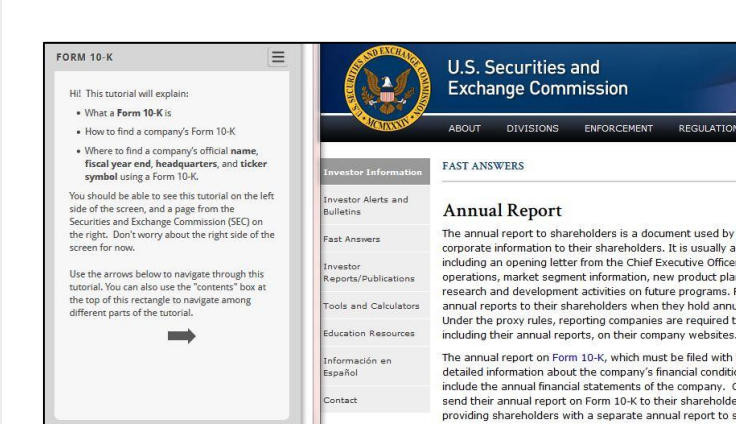 FORM 10-K
Hi! This tutorial will explain:
• What a Form 10-K is
• How to find a company's Form 10-K
• Where to find a company's official name,
fiscal year end, headquarters, and ticker
symbol using a Form 10-K.
You should be able to see this tutorial on the left
side of the screen, and a page from the
Securities and Exchange Commission (SEC) on
the right. Don't worry about the right side of the
screen for now.
Use the arrows below to navigate through this
tutorial. You can also use the "contents" box at
the top of this rectangle to navigate among
different parts of the tutorial.
U.S. Securities and
Exchange Commission
ABOUT DIVISIONS ENFORCEMENT REGULATION
Investor Information
Investor Alerts and
Bulletins
Fast Answers
Investor
Reports/Publications
Tools and Calculators
Education Resources
Información en
Español
Contact
FAST ANSWERS
Annual Report
The annual report to shareholders is a document used by
corporate information to their shareholders. It is usually a
including an opening letter from the Chief Executive Office
operations, market segment information, new product pla
research and development activities on future programs.
annual reports to their shareholders when they hold annu
Under the proxy rules, reporting companies are required t
including their annual reports, on their company websites.
The annual report on Form 10-K, which must be filed with
detailed information about the company's financial conditi
include the annual financial statements of the company.
send their annual report on Form 10-K to their shareholde
providing shareholders with a separate annual report to s